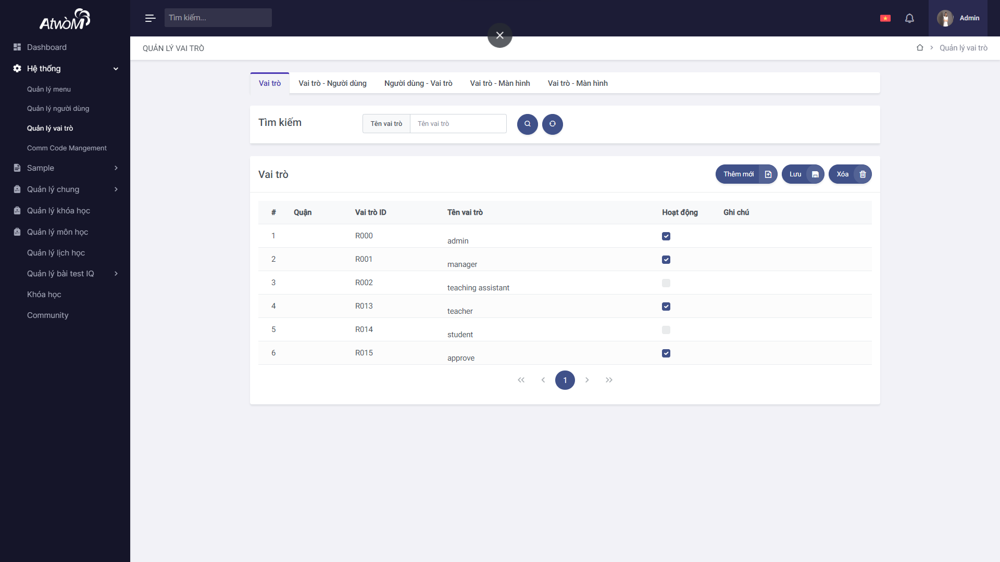 AtwòM
Tìm kiếm...
Admin
Dashboard
Hệ thống
Quản lý menu
Quản lý người dùng
Quản lý vai trò
Comm Code Mangement
Sample
Quản lý chung
Quản lý khóa học
Quản lý môn học
Quản lý lịch học
Quản lý bài test IQ
Khóa học
Community
QUẢN LÝ VAI TRÒ
Quản lý vai trò
Vai trò Vai trò - Người dùng Người dùng - Vai trò Vai trò - Màn hình Vai trò - Màn hình
Tìm kiếm Tên vai trò Tên vai trò
Vai trò Thêm mới Lưu Xóa
# Quận Vai trò ID Tên vai trò Hoạt động Ghi chú
1 R000 admin
2 R001 manager
3 R002 teaching assistant
4 R013 teacher
5 R014 student
6 R015 approve
1